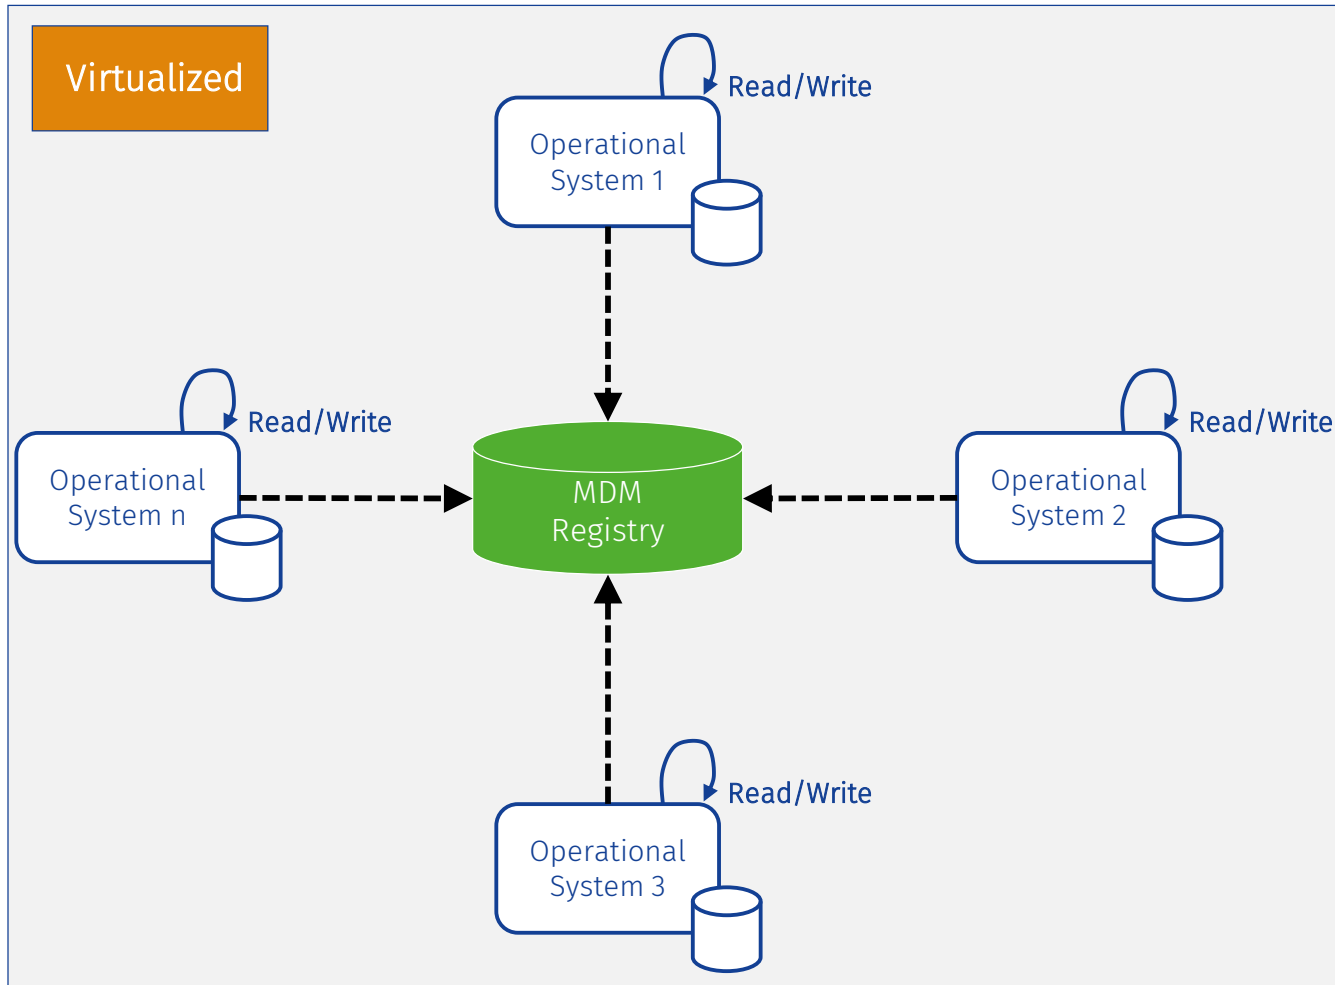 Virtualized
Read/Write
Operational
System 1
Read/Write
Operational
System n
MDM
Registry
Read/Write
Operational
System 2
Read/Write
Operational
System 3